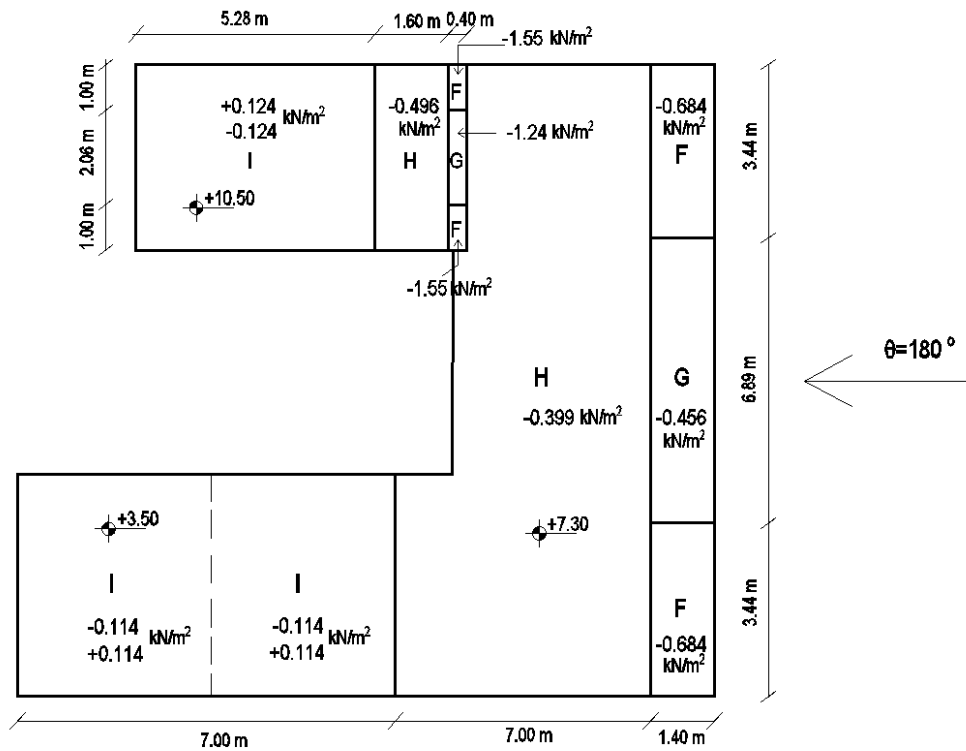 5.28 m
1.60 m
0.40 m
-1.55 kN/m²
1.00 m
2.06 m
1.00 m
+0.124
-0.124
kN/m²
I
+10.50
-0.496
kN/m²
H
F
G
F
-1.24 kN/m²
-1.55 kN/m²
-0.684
kN/m²
F
3.44 m
H
-0.399 kN/m²
G
-0.456
kN/m²
6.89 m
θ=180 °
+3.50
+7.30
I
-0.114
+0.114
kN/m²
I
-0.114
+0.114
kN/m²
F
-0.684
kN/m²
3.44 m
7.00 m
7.00 m
1.40 m